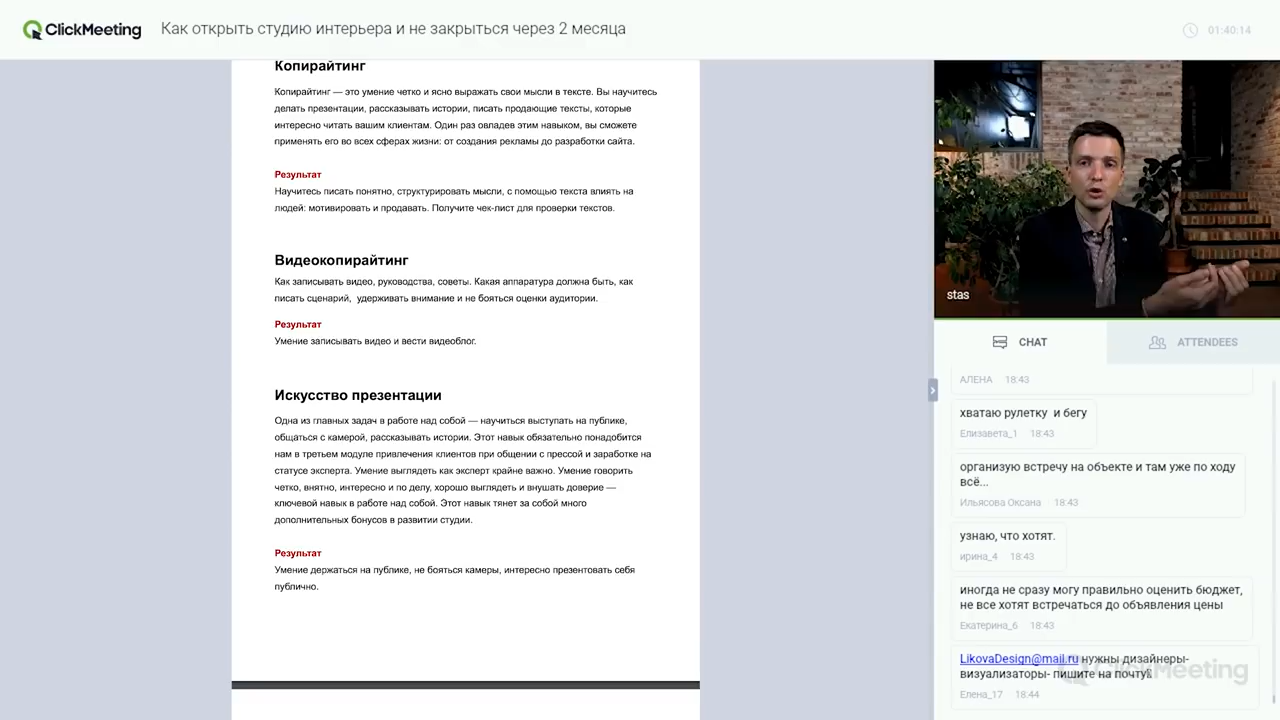 ClickMeeting
Как открыть студию интерьера и не закрыться через 2 месяца
01:40:14
Копирайтинг
Копирайтинг — это умение четко и ясно выражать свои мысли в тексте. Вы научитесь
делать презентации, рассказывать истории, писать продающие тексты, которые
интересно читать вашим клиентам. Один раз овладев этим навыком, вы сможете
применять его во всех сферах жизни: от создания рекламы до разработки сайта.
Результат
Научитесь писать понятно, структурировать мысли, с помощью текста влиять на
людей: мотивировать и продавать. Получите чек-лист для проверки текстов.
Видеокопирайтинг
Как записывать видео, руководства, советы. Какая аппаратура должна быть, как
писать сценарий, удерживать внимание и не бояться оценки аудитории.
Результат
Умение записывать видео и вести видеоблог.
Искусство презентации
Одна из главных задач в работе над собой — научиться выступать на публике,
общаться с камерой, рассказывать истории. Этот навык обязательно понадобится
нам в третьем модуле привлечения клиентов при общении с прессой и заработке на
статусе эксперта. Умение выглядеть как эксперт крайне важно. Умение говорить
четко, внятно, интересно и по делу, хорошо выглядеть и внушать доверие —
ключевой навык в работе над собой. Этот навык тянет за собой много
дополнительных бонусов в развитии студии.
Результат
Умение держаться на публике, не бояться камеры, интересно презентовать себя
публично.
stas
CHAT
ATTENDEES
АЛЕНА 18:43
хватаю рулетку и бегу
Елизавета_1 18:43
организую встречу на объекте и там уже по ходу
всё...
Ильясова Оксана 18:43
узнаю, что хотят.
ирина_4 18:43
иногда не сразу могу правильно оценить бюджет,
не все хотят встречаться до объявления цены
Екатерина_6 18:43
LikovaDesign@mail.ru нужны дизайнеры-
визуализаторы- пишите на почту
Елена_17 18:44
ClickMeeting